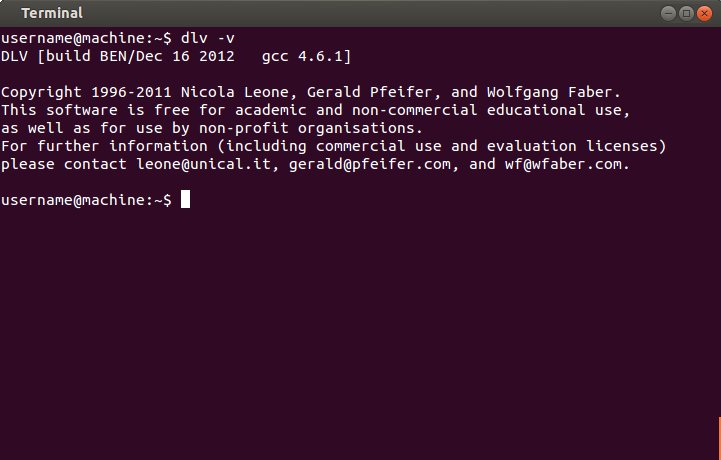 Terminal
username@machine:~$ dlv -v
DLV [build BEN/Dec 16 2012   gcc 4.6.1]
Copyright 1996-2011 Nicola Leone, Gerald Pfeifer, and Wolfgang Faber.
This software is free for academic and non-commercial educational use,
as well as for use by non-profit organisations.
For further information (including commercial use and evaluation licenses)
please contact leone@unical.it, gerald@pfeifer.com, and wf@wfaber.com.
username@machine:~$